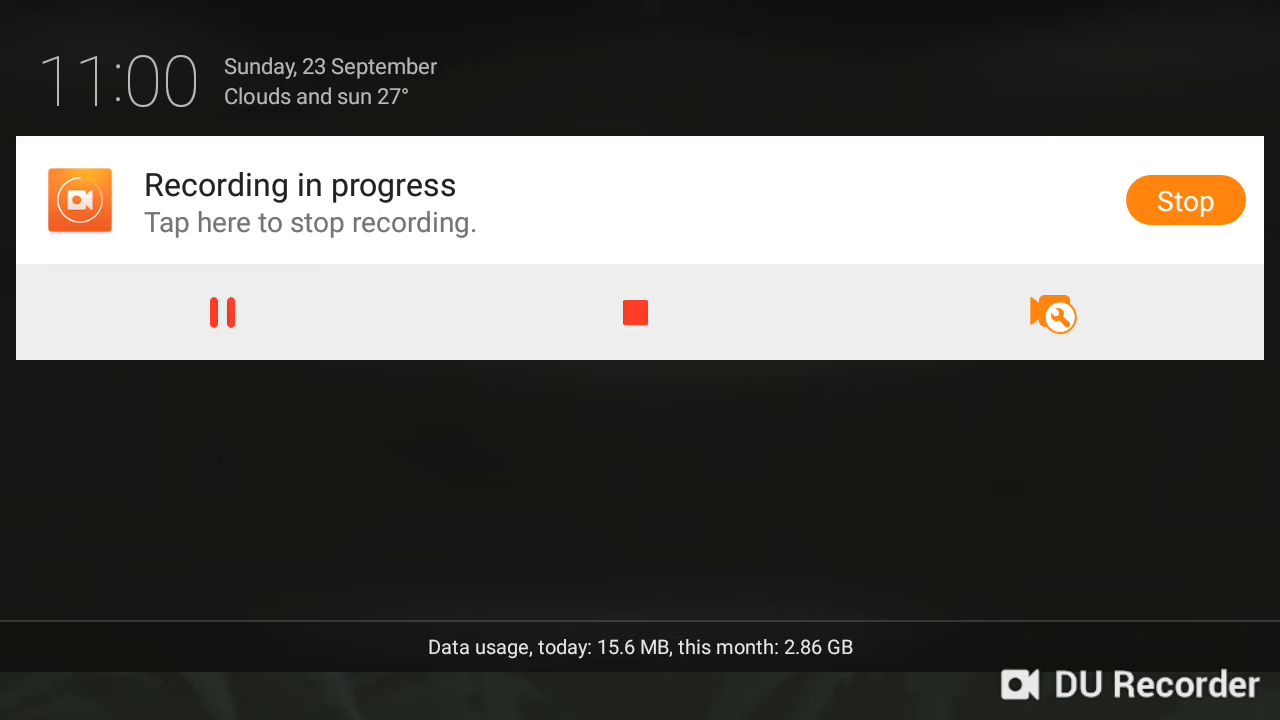 11:00
Sunday, 23 September
Clouds and sun 27°
Recording in progress
Tap here to stop recording.
Stop
Data usage, today: 15.6 MB, this month: 2.86 GB
DU Recorder